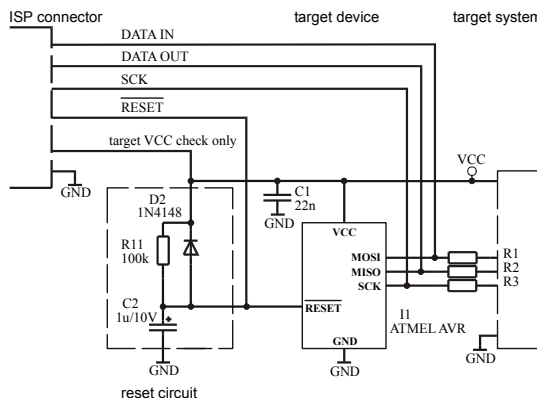 ISP connector
target device
target system
DATA IN
DATA OUT
SCK
RESET
target VCC check only
GND
VCC
D2
1N4148
C1
22n
GND
R11
100k
VCC
MOSI
MISO
SCK
R1
R2
R3
C2
1u/10V
+
RESET
I1
ATMEL AVR
GND
GND
GND
GND
reset circuit